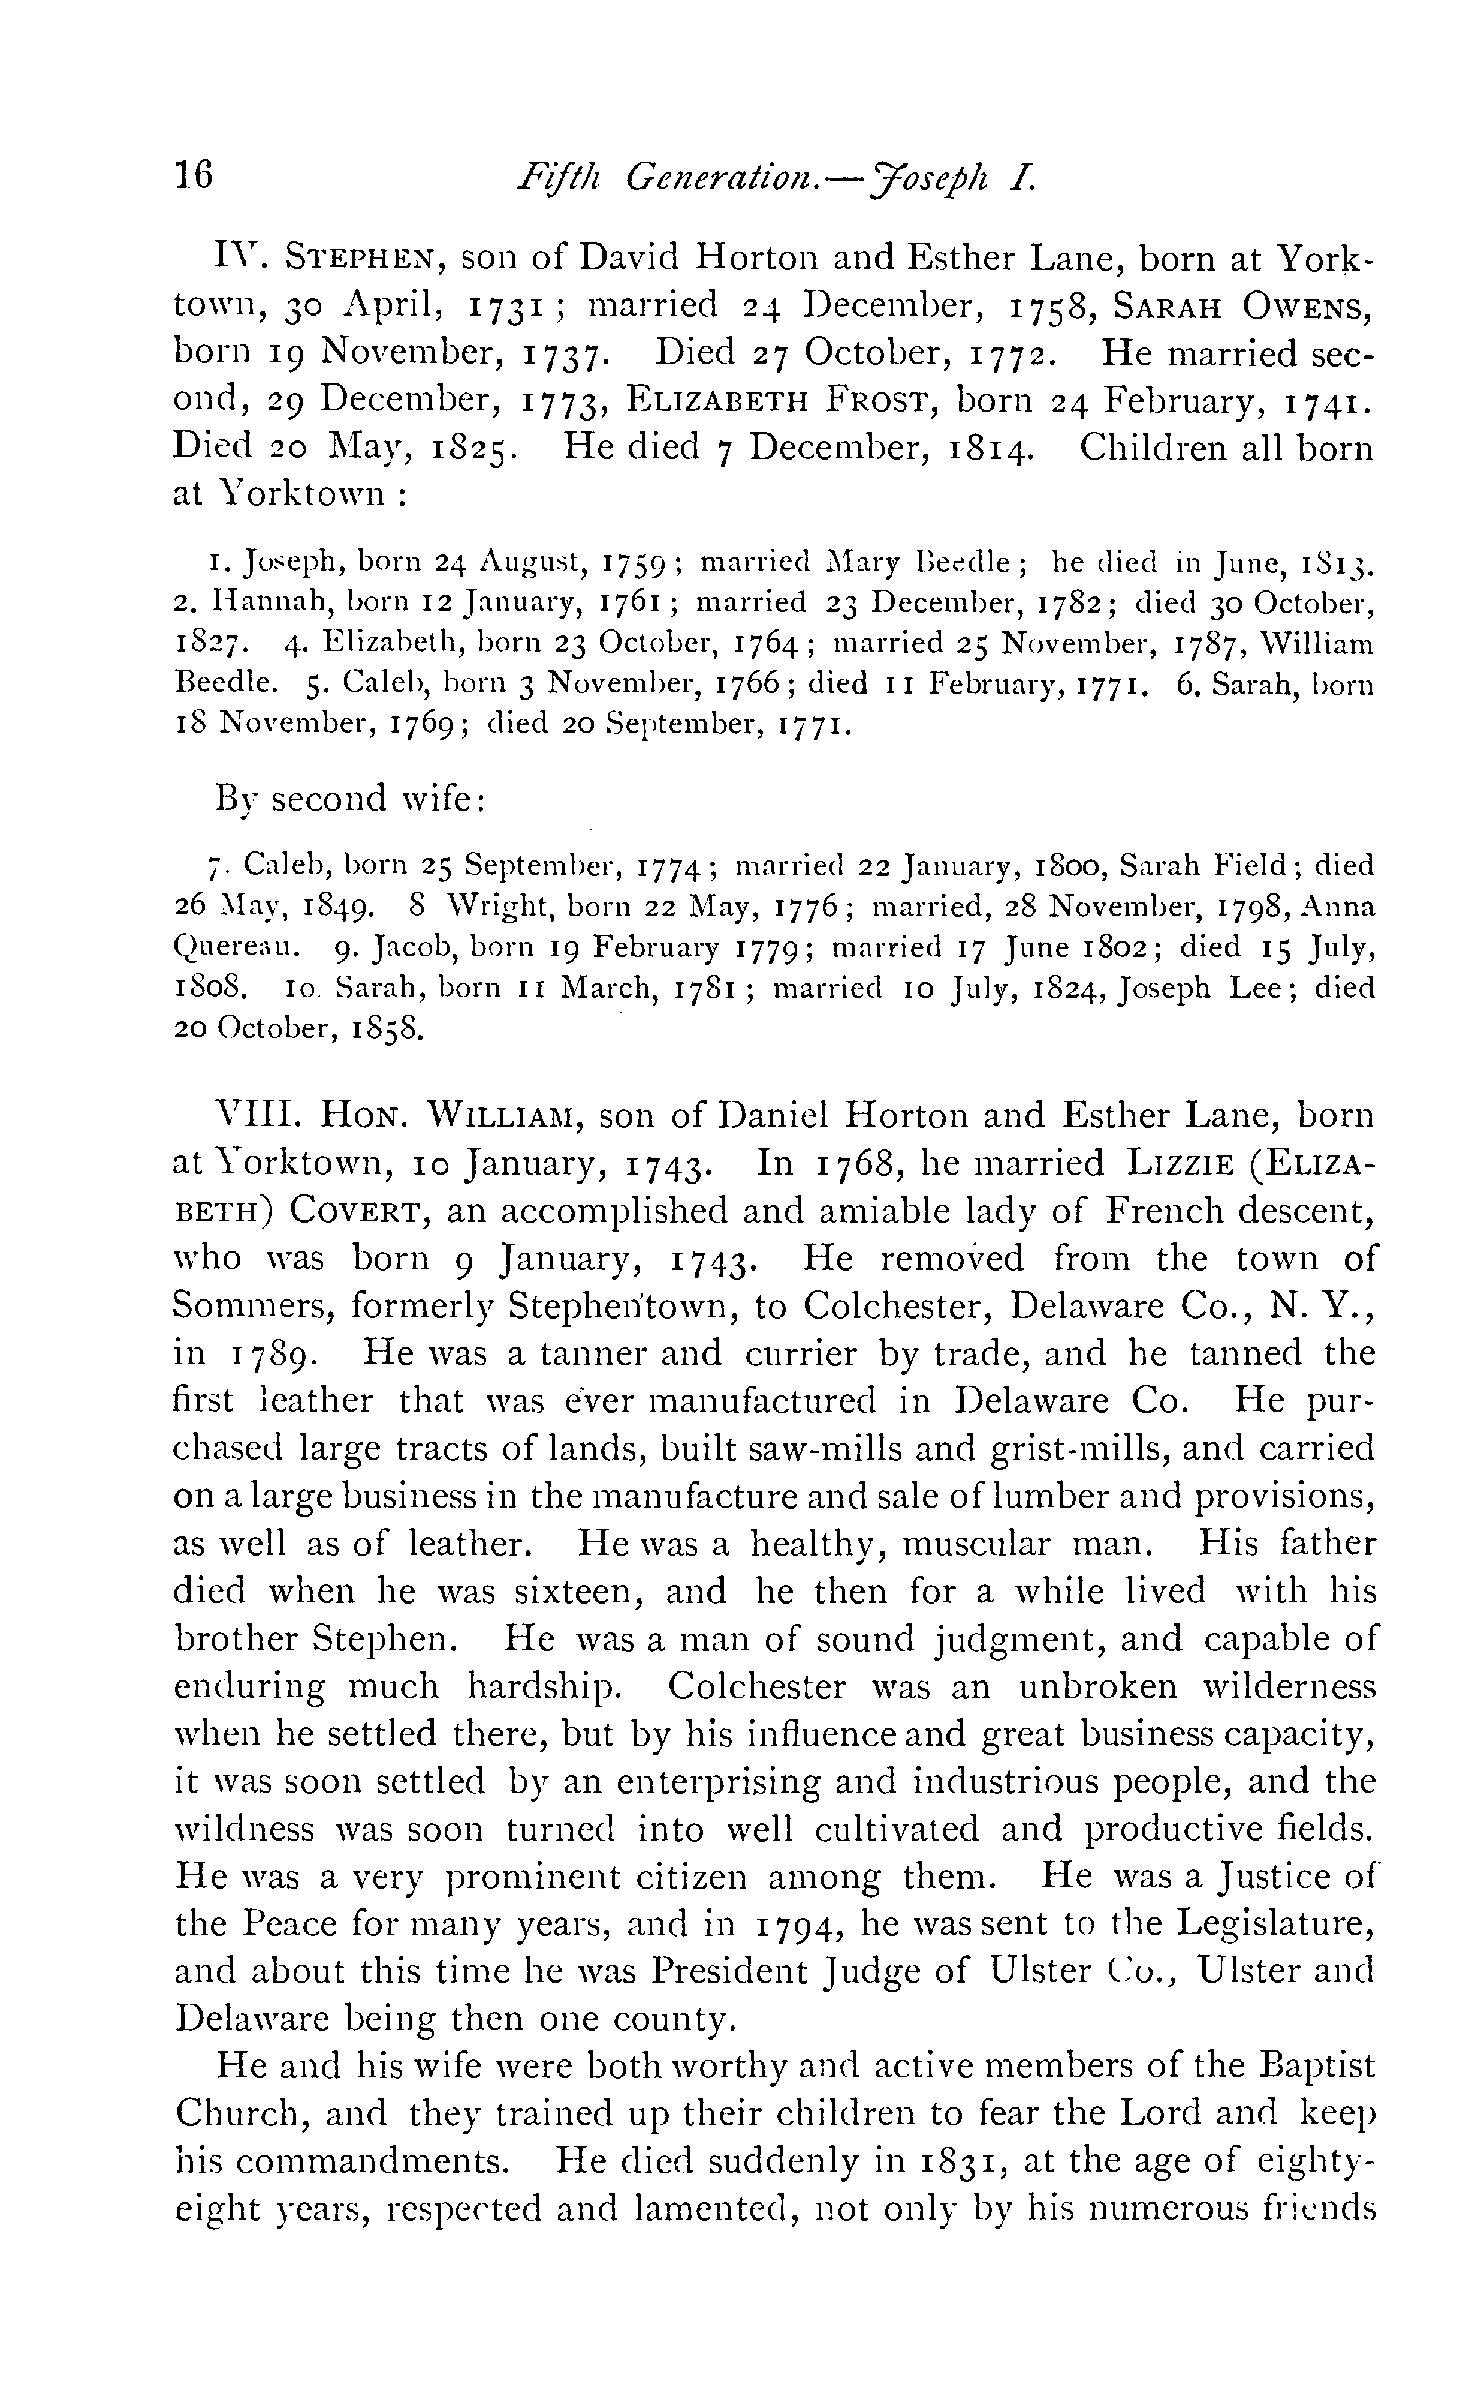 16 Fifth Generation.—Joseph I.
IV. STEPHEN, son of David Horton and Esther Lane, born at York-
town, 30 April, 1731 ; married 24 December, 1758, SARAH OWENS,
born 19 November, 1737. Died 27 October, 1772. He married sec-
ond, 29 December, 1773, ELIZABETH FROST, born 24 February, 1741.
Died 20 May, 1825. He died 7 December, 1814. Children all born
at Yorktown :
1. Joseph, born 24 August, 1759 ; married Mary Beedle ; he died in June, 1813.
2. Hannah, born 12 January, 1761 ; married 23 December, 1782 ; died 30 October,
1827. 4. Elizabeth, born 23 October, 1764 ; married 25 November, 1787, William
Beedle. 5. Caleb, born 3 November, 1766 ; died 11 February, 1771. 6. Sarah, born
18 November, 1769 ; died 20 September, 1771.
By second wife:
7. Caleb, born 25 September, 1774 ; married 22 January, 1800, Sarah Field ; died
26 May, 1849. 8 Wright, born 22 May, 1776 ; married, 28 November, 1798, Anna
Quereau. 9. Jacob, born 19 February 1779 ; married 17 June 1802 ; died 15 July,
1808. 10. Sarah, born 11 March, 1781 ; married 10 July, 1824, Joseph Lee ; died
20 October, 1858.
VIII. HON. WILLIAM, son of Daniel Horton and Esther Lane, born
at Yorktown, 10 January, 1743. In 1768, he married LIZZIE (ELIZA-
BETH) COVERT, an accomplished and amiable lady of French descent,
who was born 9 January, 1743. He removed from the town of
Sommers, formerly Stephentown, to Colchester, Delaware Co., N. Y.,
in 1789. He was a tanner and currier by trade, and he tanned the
first leather that was ever manufactured in Delaware Co. He pur-
chased large tracts of lands, built saw-mills and grist-mills, and carried
on a large business in the manufacture and sale of lumber and provisions,
as well as of leather. He was a healthy, muscular man. His father
died when he was sixteen, and he then for a while lived with his
brother Stephen. He was a man of sound judgment, and capable of
enduring much hardship. Colchester was an unbroken wilderness
when he settled there, but by his influence and great business capacity,
it was soon settled by an enterprising and industrious people, and the
wildness was soon turned into well cultivated and productive fields.
He was a very prominent citizen among them. He was a Justice of
the Peace for many years, and in 1794, he was sent to the Legislature,
and about this time he was President Judge of Ulster Co., Ulster and
Delaware being then one county.
He and his wife were both worthy and active members of the Baptist
Church, and they trained up their children to fear the Lord and keep
his commandments. He died suddenly in 1831, at the age of eighty-
eight years, respected and lamented, not only by his numerous friends